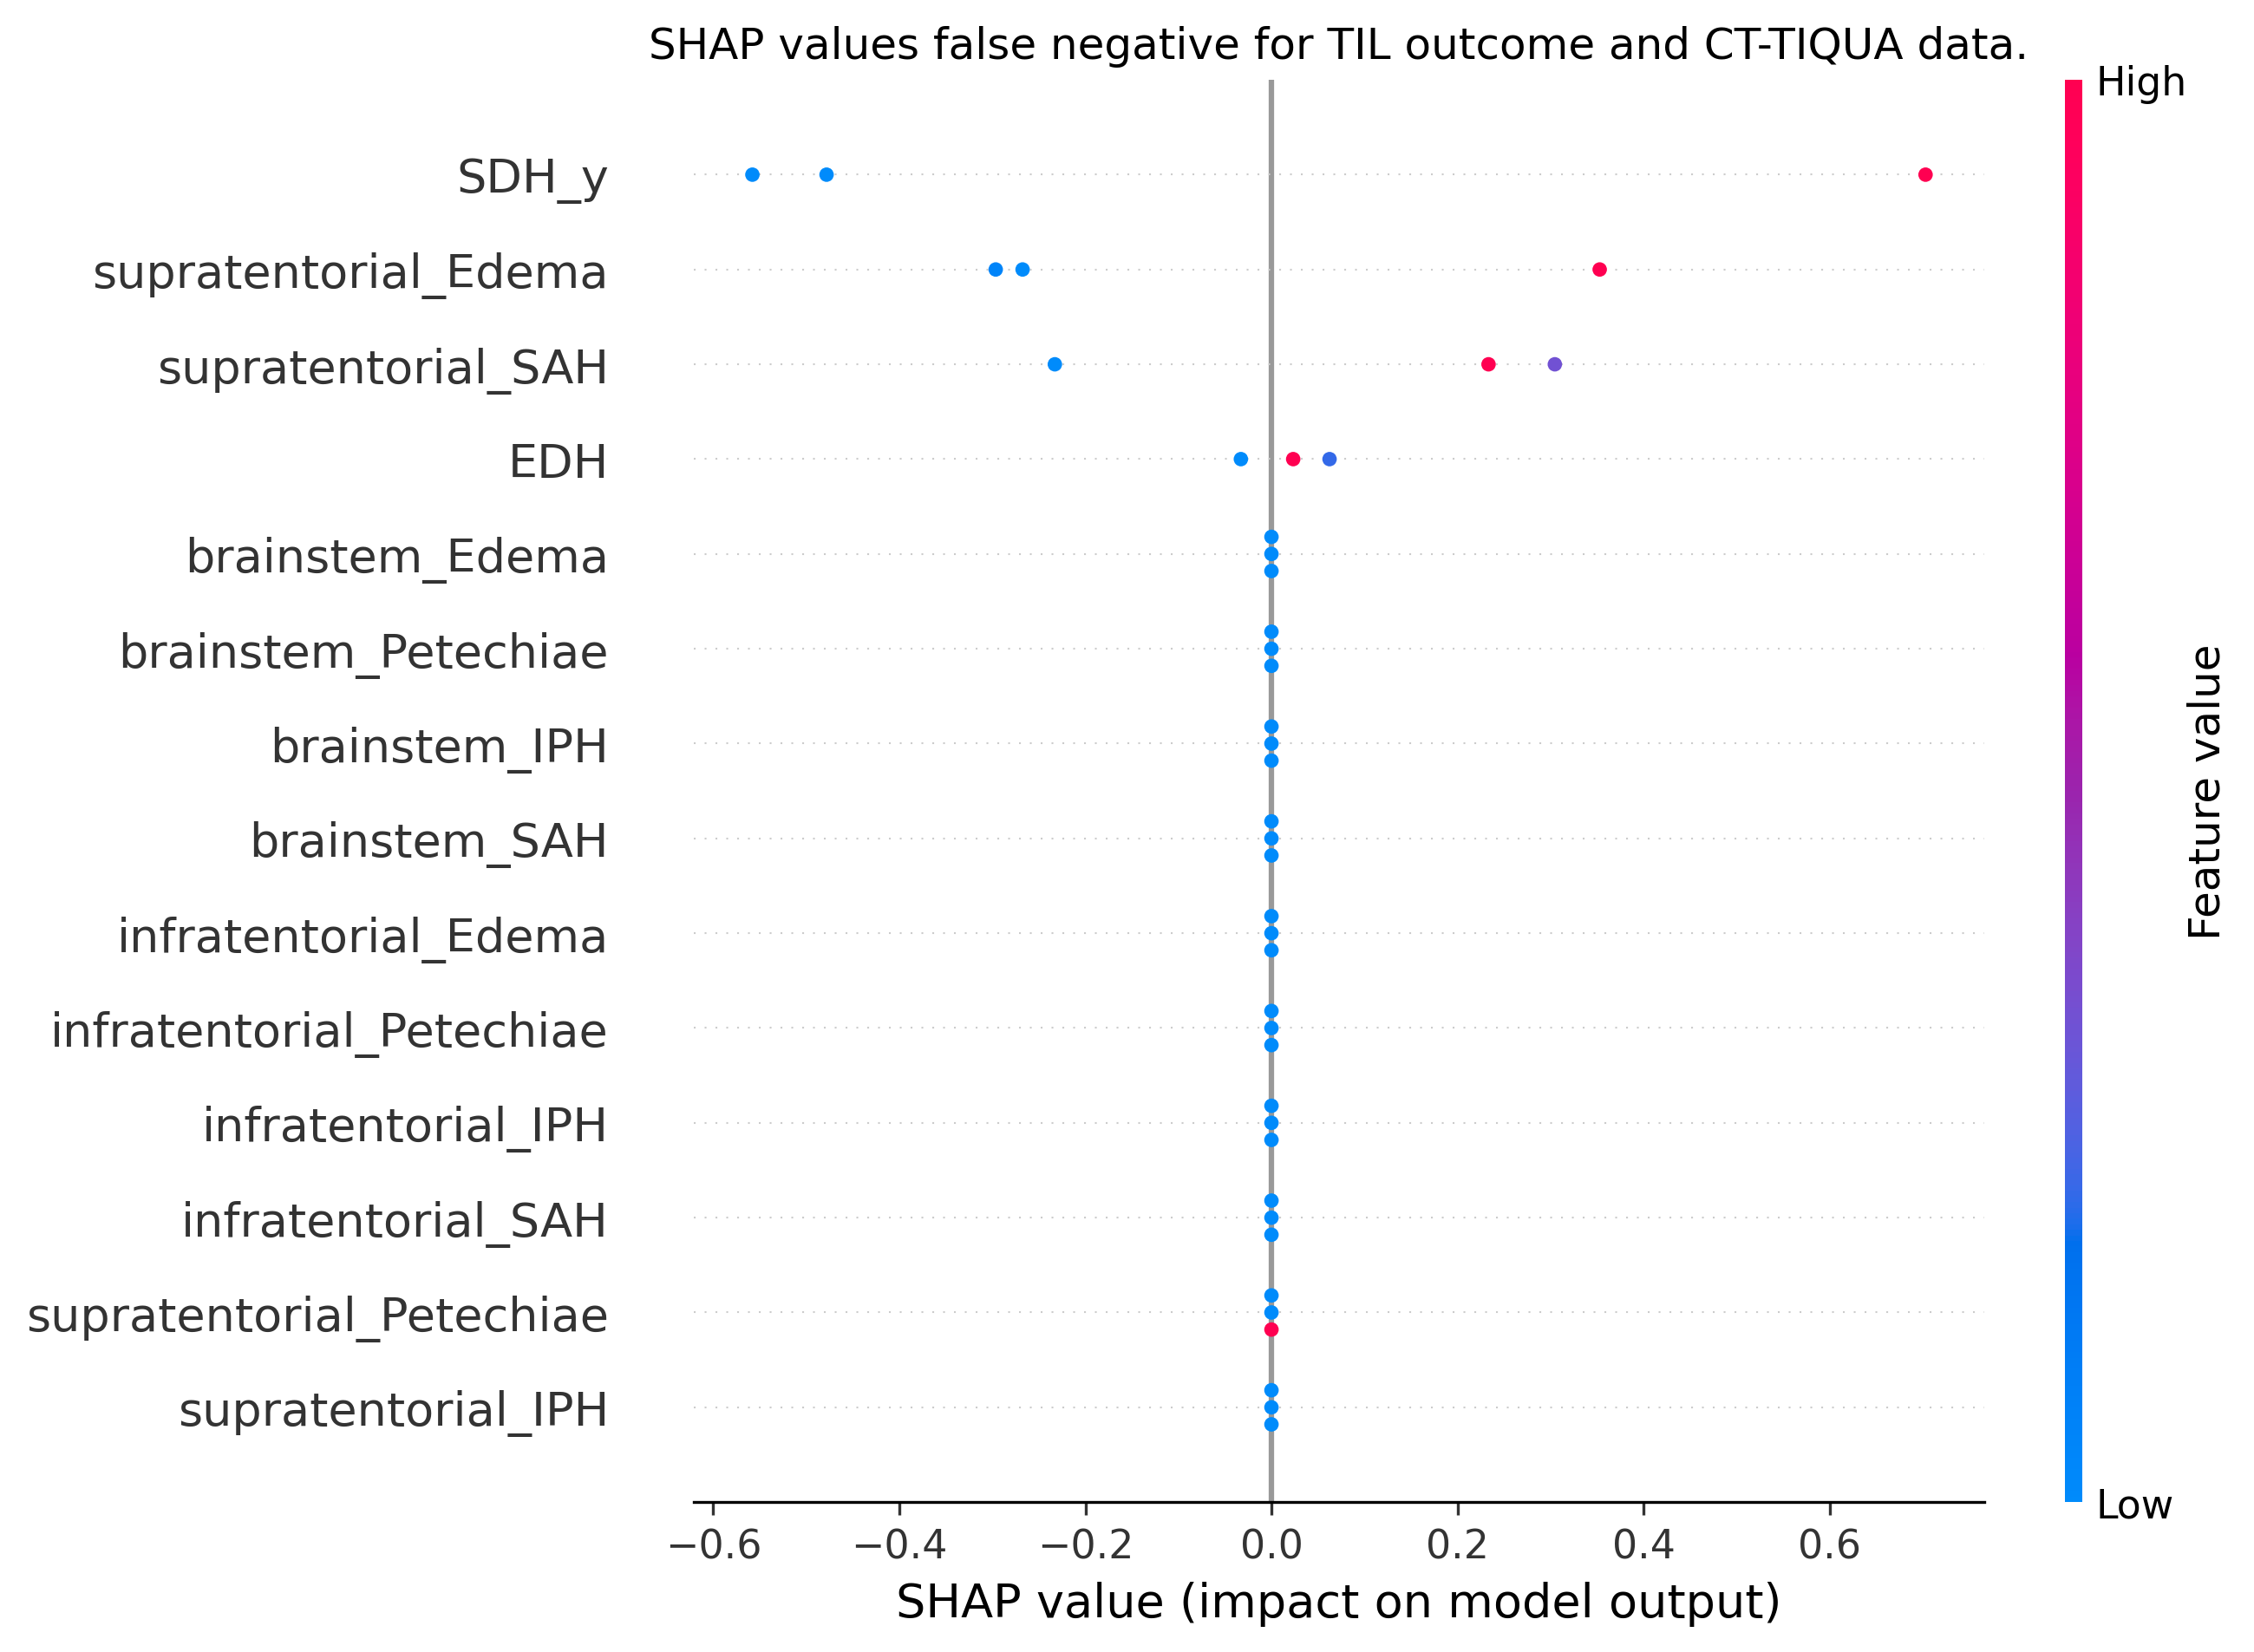 SHAP values false negative for TIL outcome and CT-TIQUA data.
High
SDH_y
supratentorial_Edema
supratentorial_SAH
EDH
brainstem_Edema
brainstem_Petechiae
brainstem_IPH
brainstem_SAH
infratentorial_Edema
infratentorial_Petechiae
infratentorial_IPH
infratentorial_SAH
supratentorial_Petechiae
supratentorial_IPH
Feature value
Low
−0.6 −0.4 −0.2 0.0 0.2 0.4 0.6
SHAP value (impact on model output)